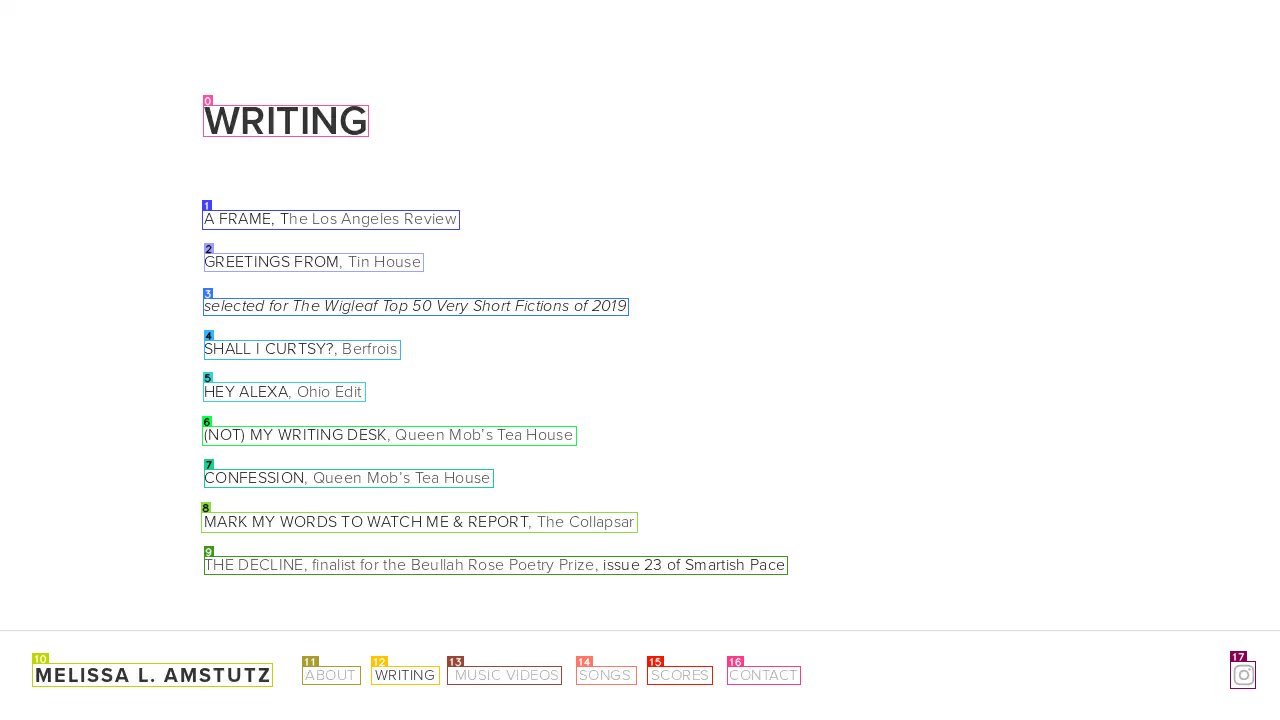 0
WRITING
1
A FRAME, The Los Angeles Review
2
GREETINGS FROM, Tin House
3
selected for The Wigleaf Top 50 Very Short Fictions of 2019
4
SHALL I CURTSY?, Berfrois
5
HEY ALEXA, Ohio Edit
6
(NOT) MY WRITING DESK, Queen Mob's Tea House
7
CONFESSION, Queen Mob's Tea House
8
MARK MY WORDS TO WATCH ME & REPORT, The Collapsar
9
THE DECLINE, finalist for the Beullah Rose Poetry Prize, issue 23 of Smartish Pace
10 11 12 13 14 15 16 17
MELISSA L. AMSTUTZ ABOUT WRITING MUSIC VIDEOS SONGS SCORES CONTACT